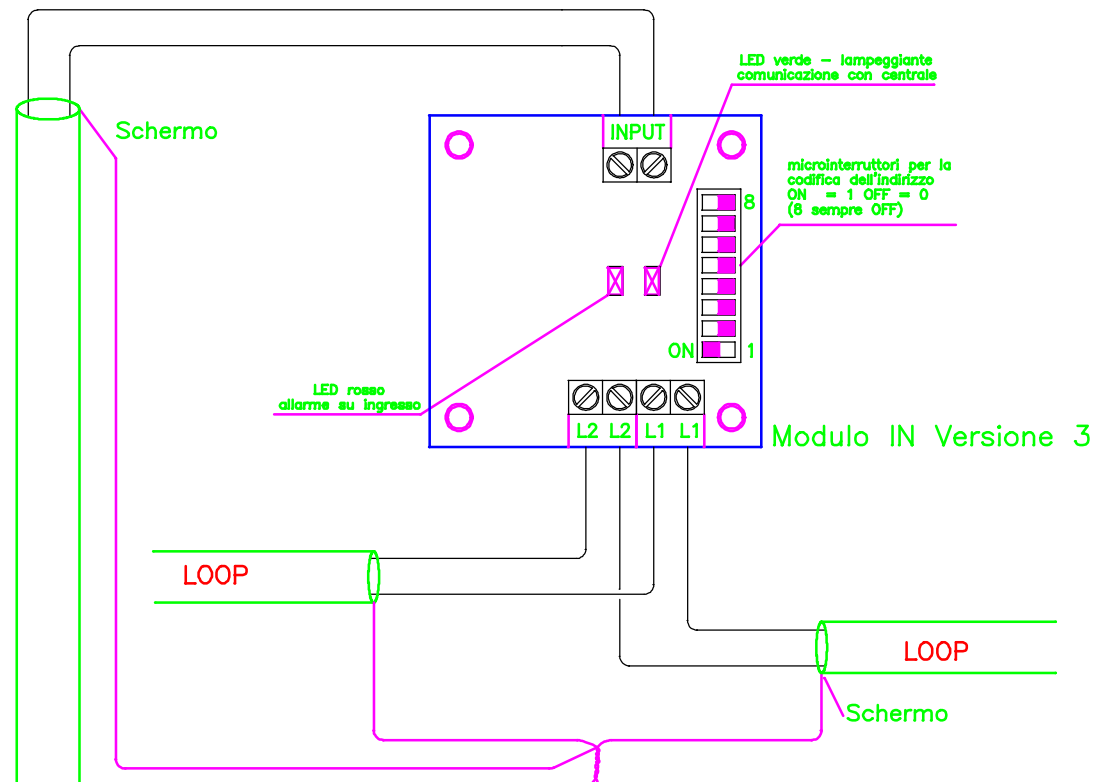 LED verde – lampeggiante
comunicazione con centrale
Schermo
INPUT
microinterruttori per la
codifica dell'indirizzo
ON = 1 OFF = 0
(8 sempre OFF)
8
ON
1
LED rosso
allarme su ingresso
L2 L2 L1 L1
Modulo IN Versione 3
LOOP
LOOP
Schermo